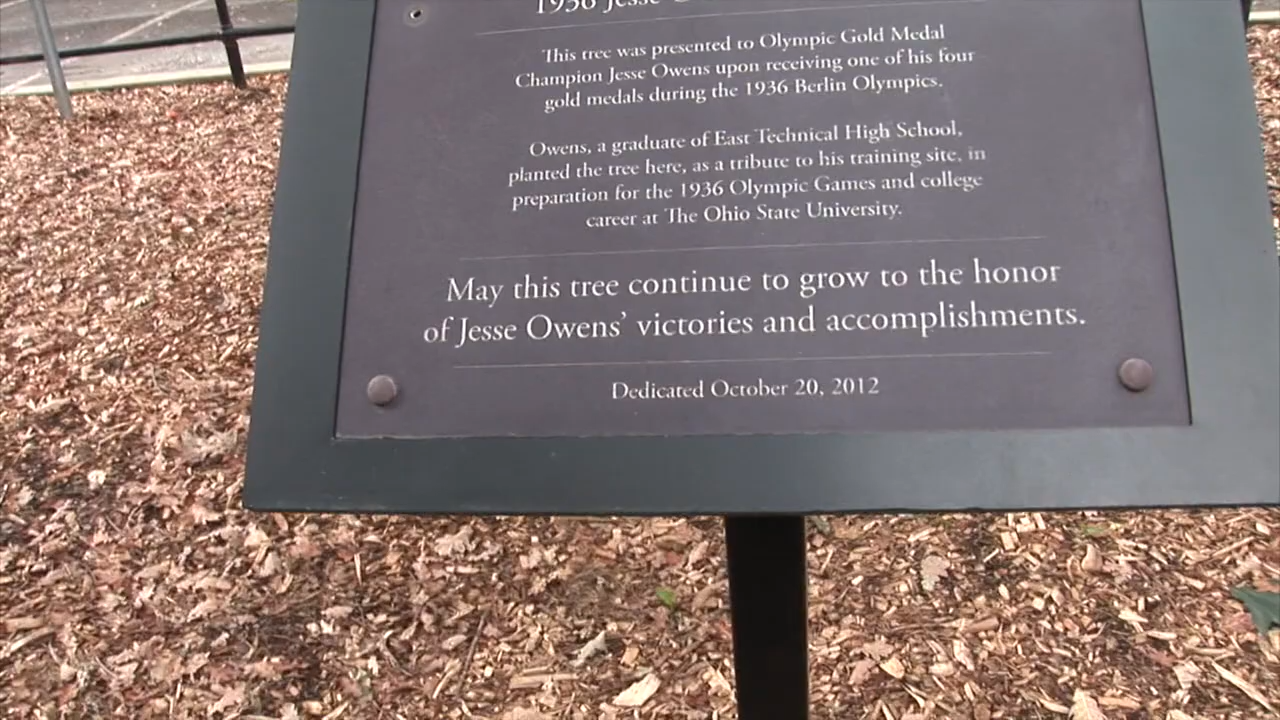 1936 Jesse
This tree was presented to Olympic Gold Medal
Champion Jesse Owens upon receiving one of his four
gold medals during the 1936 Berlin Olympics.
Owens, a graduate of East Technical High School,
planted the tree here, as a tribute to his training site, in
preparation for the 1936 Olympic Games and college
career at The Ohio State University.
May this tree continue to grow to the honor
of Jesse Owens' victories and accomplishments.
Dedicated October 20, 2012